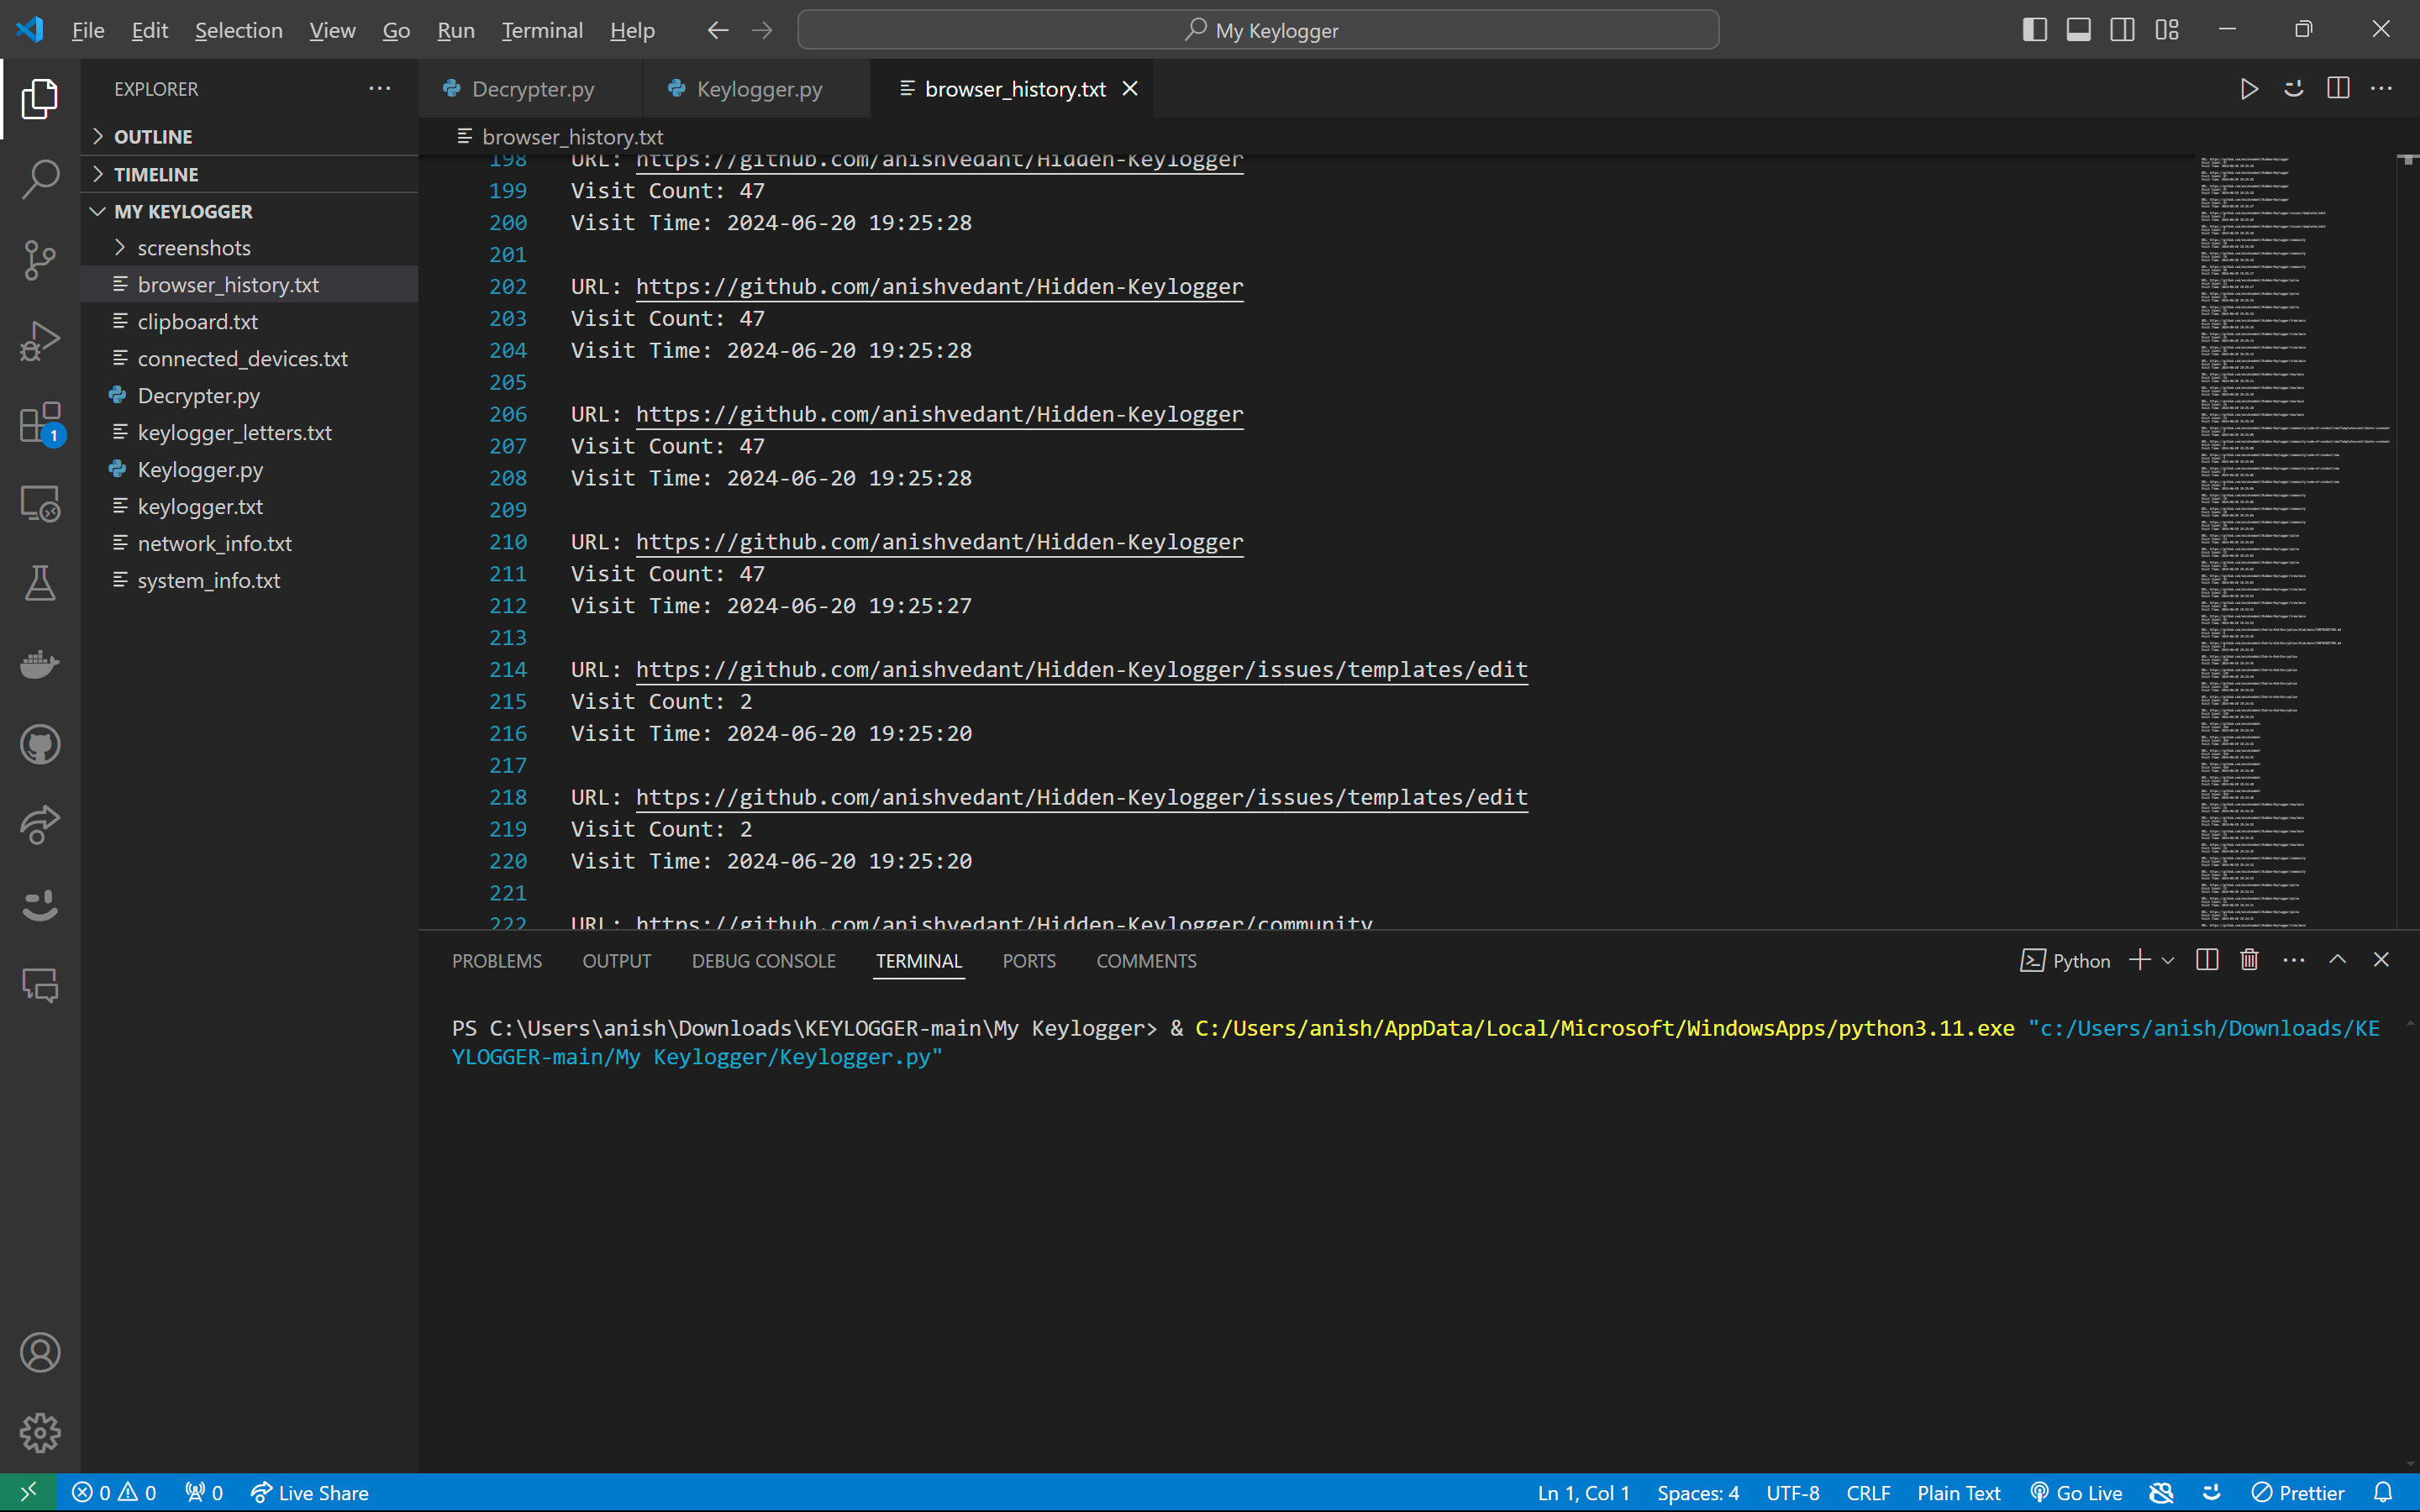 File Edit Selection View Go Run Terminal Help
My Keylogger
EXPLORER
OUTLINE
TIMELINE
MY KEYLOGGER
screenshots
browser_history.txt
clipboard.txt
connected_devices.txt
Decrypter.py
keylogger_letters.txt
Keylogger.py
keylogger.txt
network_info.txt
system_info.txt
1
Decrypter.py Keylogger.py browser_history.txt
browser_history.txt
198 URL: https://github.com/anishvedant/Hidden-Keylogger
199 Visit Count: 47
200 Visit Time: 2024-06-20 19:25:28
201
202 URL: https://github.com/anishvedant/Hidden-Keylogger
203 Visit Count: 47
204 Visit Time: 2024-06-20 19:25:28
205
206 URL: https://github.com/anishvedant/Hidden-Keylogger
207 Visit Count: 47
208 Visit Time: 2024-06-20 19:25:28
209
210 URL: https://github.com/anishvedant/Hidden-Keylogger
211 Visit Count: 47
212 Visit Time: 2024-06-20 19:25:27
213
214 URL: https://github.com/anishvedant/Hidden-Keylogger/issues/templates/edit
215 Visit Count: 2
216 Visit Time: 2024-06-20 19:25:20
217
218 URL: https://github.com/anishvedant/Hidden-Keylogger/issues/templates/edit
219 Visit Count: 2
220 Visit Time: 2024-06-20 19:25:20
221
222 URL: https://github.com/anishvedant/Hidden-Keylogger/community
PROBLEMS OUTPUT DEBUG CONSOLE TERMINAL PORTS COMMENTS Python
PS C:\Users\anish\Downloads\KEYLOGGER-main\My Keylogger> & C:/Users/anish/AppData/Local/Microsoft/WindowsApps/python3.11.exe "c:/Users/anish/Downloads/KE
YLOGGER-main/My Keylogger/Keylogger.py"
0 0 0 Live Share Ln 1, Col 1 Spaces: 4 UTF-8 CRLF Plain Text Go Live Prettier